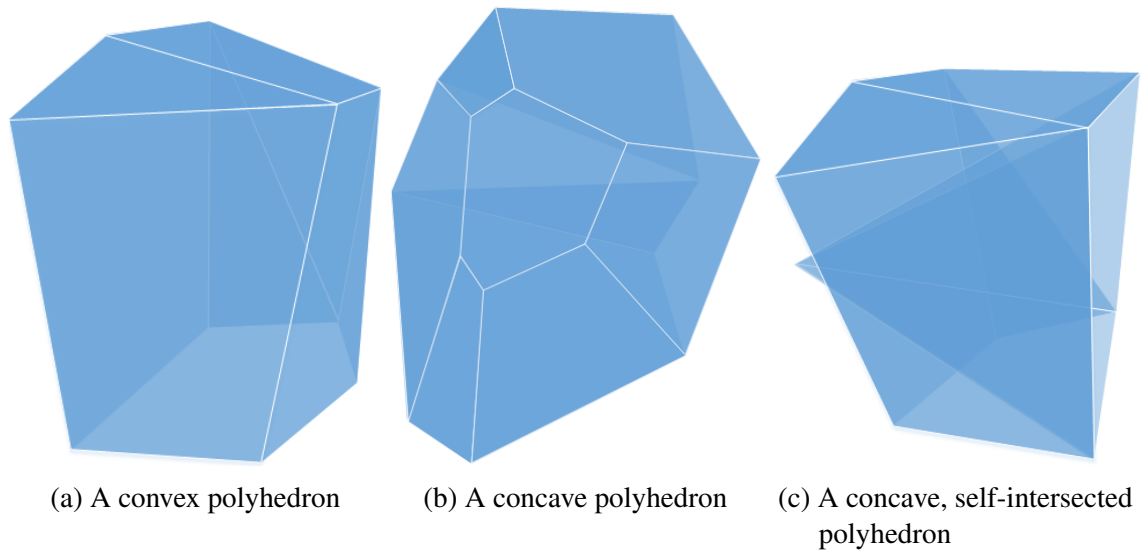 (a) A convex polyhedron
(b) A concave polyhedron
(c) A concave, self-intersected
polyhedron